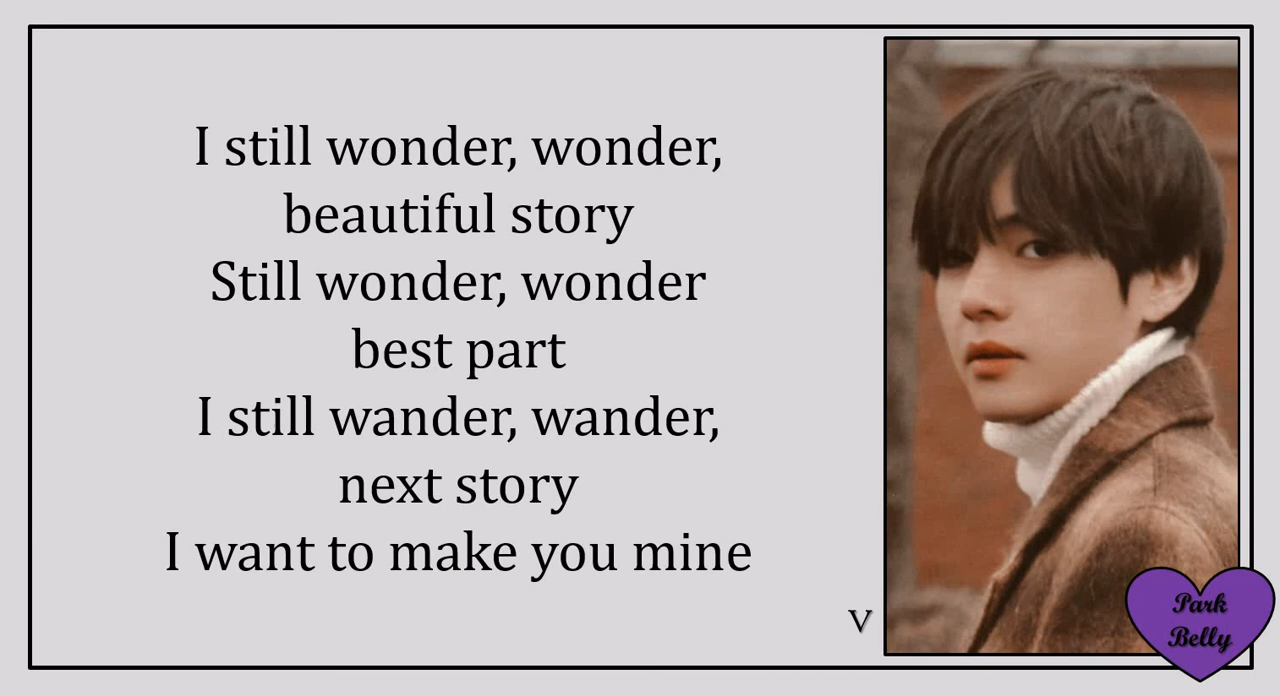 I still wonder, wonder,
beautiful story
Still wonder, wonder
best part
I still wander, wander,
next story
I want to make you mine
V
Park
Belly